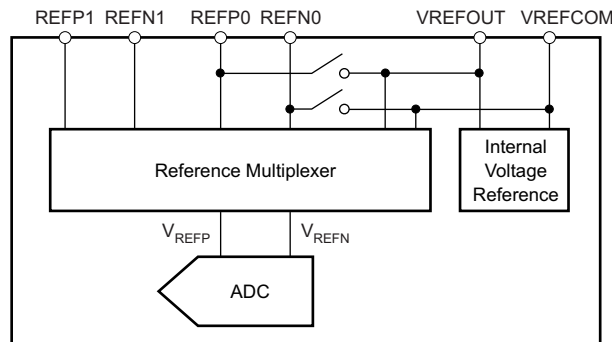 REFP1 REFN1 REFP0 REFN0 VREFOUT VREFCOM
Reference Multiplexer
Internal
Voltage
Reference
VREFP VREFN
ADC